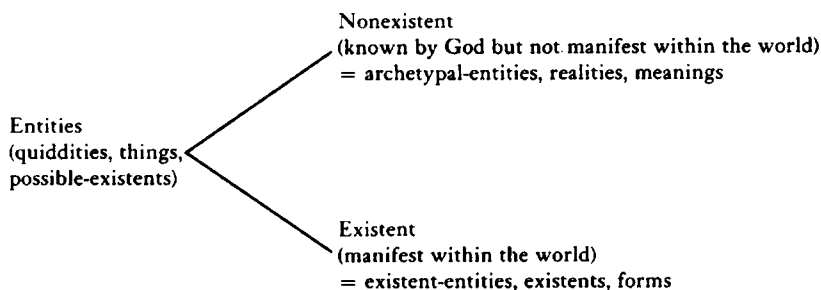 Nonexistent
(known by God but not manifest within the world)
= archetypal-entities, realities, meanings
Entities
(quiddities, things,
possible-existents)
Existent
(manifest within the world)
= existent-entities, existents, forms